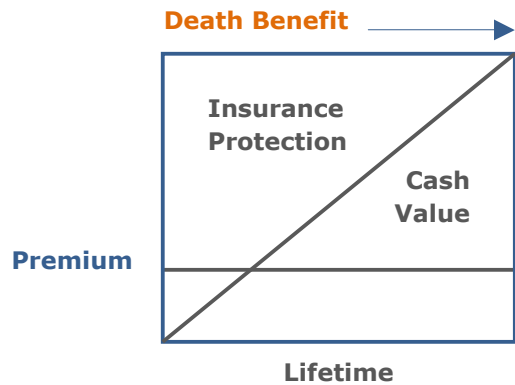 Death Benefit
Insurance
Protection
Cash
Value
Premium
Lifetime